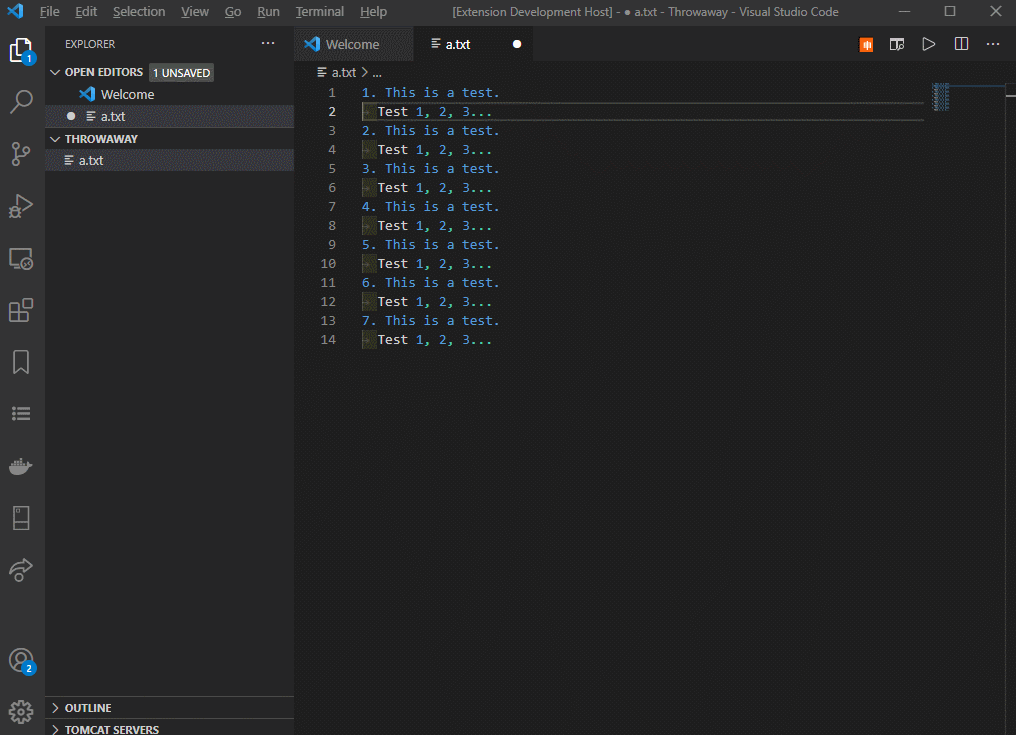 File Edit Selection View Go Run Terminal Help [Extension Development Host] - ● a.txt - Throwaway - Visual Studio Code
EXPLORER ...
OPEN EDITORS 1 UNSAVED
Welcome
a.txt
THROWAWAY
a.txt
OUTLINE
TOMCAT SERVERS
1
2
Welcome a.txt
a.txt > ...
1 1. This is a test.
2 → Test 1, 2, 3...
3 2. This is a test.
4 → Test 1, 2, 3...
5 3. This is a test.
6 → Test 1, 2, 3...
7 4. This is a test.
8 → Test 1, 2, 3...
9 5. This is a test.
10 → Test 1, 2, 3...
11 6. This is a test.
12 → Test 1, 2, 3...
13 7. This is a test.
14 → Test 1, 2, 3...